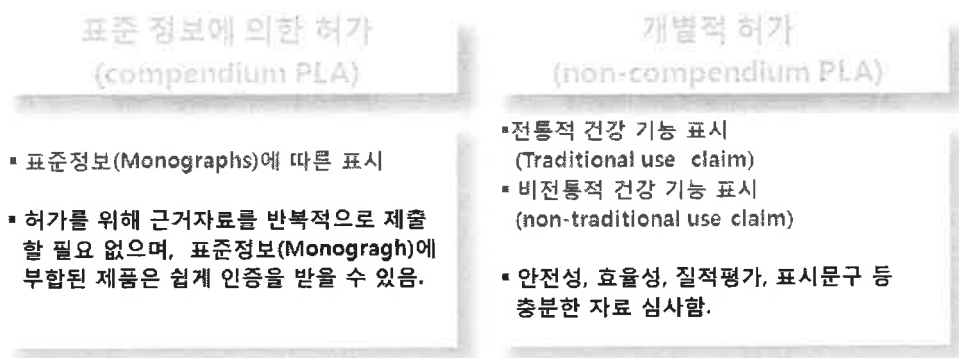 표준 정보에 의한 허가
(compendium PLA)
▪ 표준정보(Monographs)에 따른 표시
▪ 허가를 위해 근거자료를 반복적으로 제출
할 필요 없으며, 표준정보(Monogragh)에
부합된 제품은 쉽게 인증을 받을 수 있음.
개별적 허가
(non-compendium PLA)
▪전통적 건강 기능 표시
(Traditional use claim)
▪ 비전통적 건강 기능 표시
(non-traditional use claim)
▪ 안전성, 효율성, 질적평가, 표시문구 등
충분한 자료 심사함.